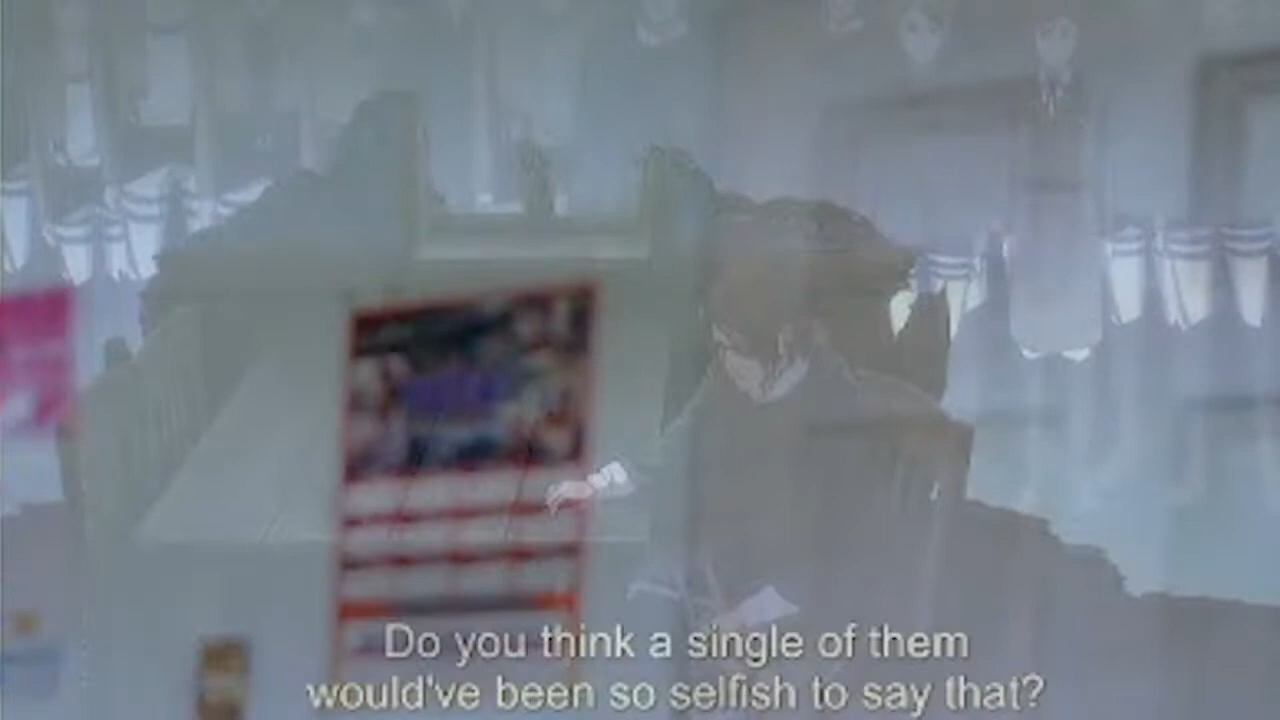 Do you think a single of them
would've been so selfish to say that?